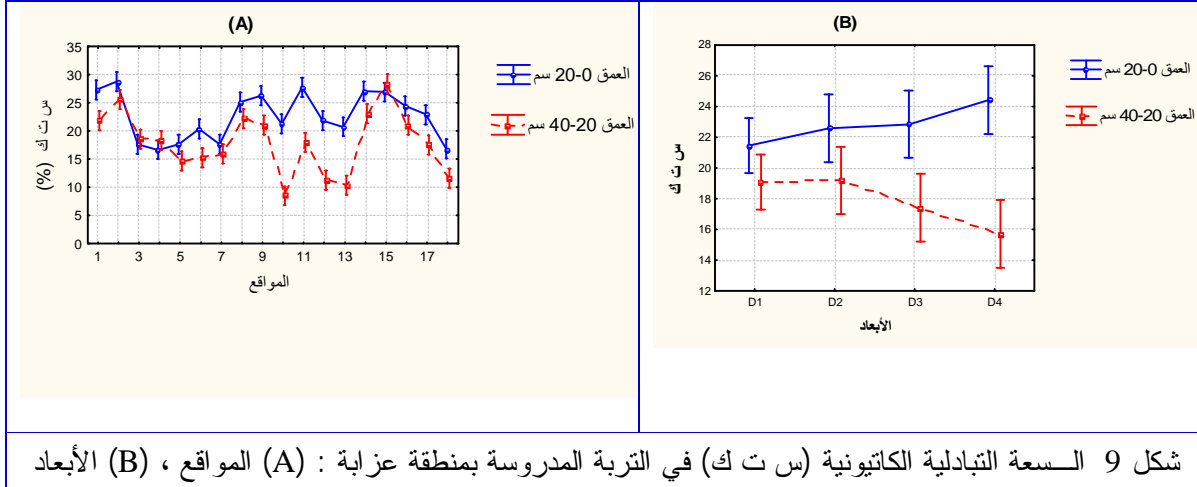 (A)
35
30
25
20
15
10
5
0
س ت ك (%)
1 3 5 7 9 11 13 15 17
المواقع
العمق 0-20 سم
العمق 20-40 سم
(B)
28
26
24
22
20
18
16
14
12
س ت ك
D1 D2 D3 D4
الأبعاد
العمق 0-20 سم
العمق 20-40 سم
شكل 9 الــسعة التبادلية الكاتيونية (س ت ك) في التربة المدروسة بمنطقة عزابة : (A) المواقع ، (B) الأبعاد